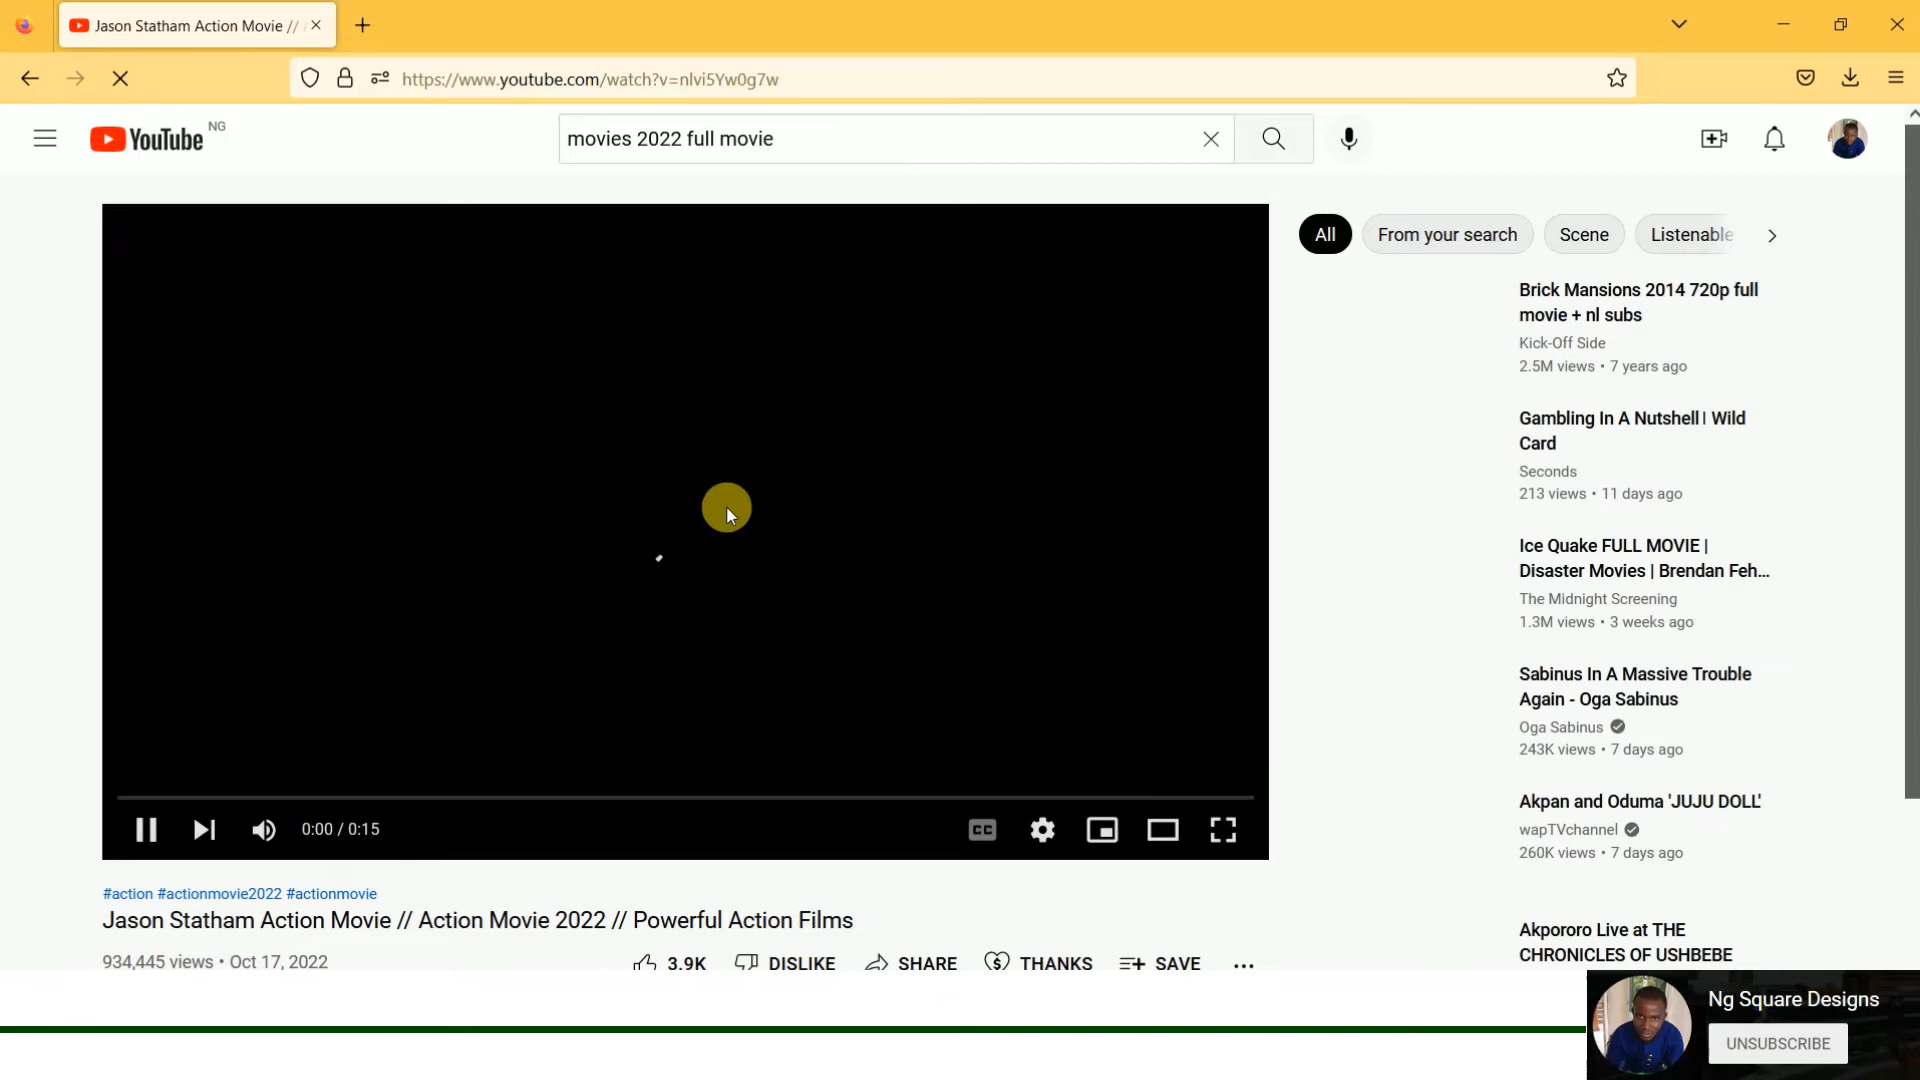 Jason Statham Action Movie //
https://www.youtube.com/watch?v=nlvi5Yw0g7w
YouTube NG
movies 2022 full movie
All
From your search
Scene
Listenable
Brick Mansions 2014 720p full
movie + nl subs
Kick-Off Side
2.5M views • 7 years ago
Gambling In A Nutshell | Wild
Card
Seconds
213 views • 11 days ago
Ice Quake FULL MOVIE |
Disaster Movies | Brendan Feh...
The Midnight Screening
1.3M views • 3 weeks ago
Sabinus In A Massive Trouble
Again - Oga Sabinus
Oga Sabinus
243K views • 7 days ago
Akpan and Oduma 'JUJU DOLL'
wapTVchannel
260K views • 7 days ago
Akpororo Live at THE
CHRONICLES OF USHBEBE
0:00 / 0:15
CC
#action #actionmovie2022 #actionmovie
Jason Statham Action Movie // Action Movie 2022 // Powerful Action Films
934,445 views • Oct 17, 2022
3.9K
DISLIKE
SHARE
THANKS
SAVE
Ng Square Designs
UNSUBSCRIBE